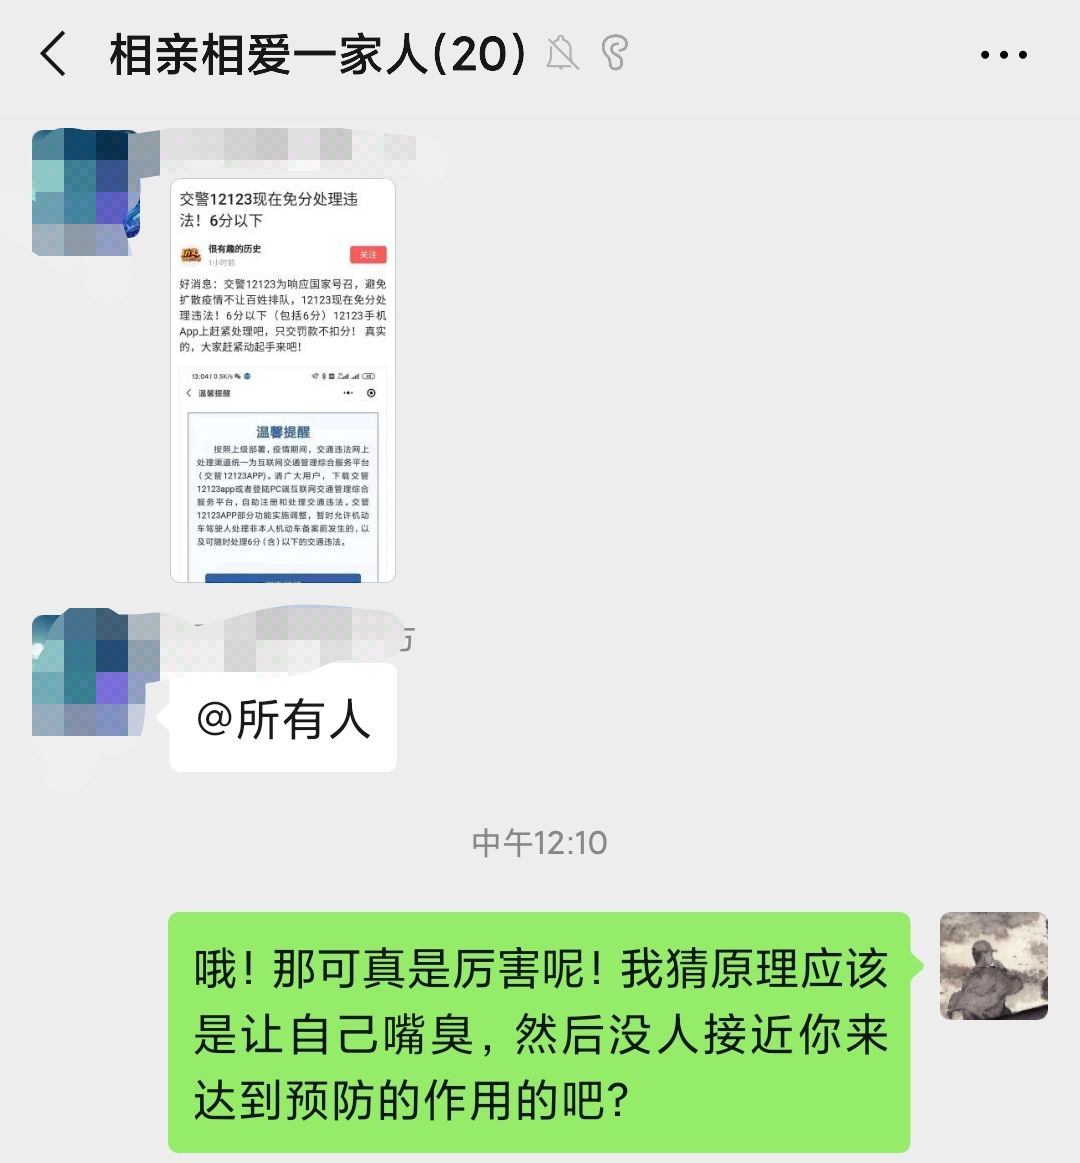 相亲相爱一家人(20)
交警12123现在免分处理违
法！6分以下
很有趣的历史
1小时前
关注
好消息：交警12123为响应国家号召，避免
扩散疫情不让百姓排队，12123现在免分处
理违法！6分以下（包括6分）12123手机
App上赶紧处理吧，只交罚款不扣分！ 真实
的，大家赶紧动起手来吧！
13:04 | 0.5K/s
温馨提醒
温馨提醒
按照上级部署，疫情期间，交通违法网上
处理渠道统一为互联网交通管理综合服务平台
（交管12123APP)。请广大用户，下载交管
12123app或者登陆PC端互联网交通管理综合
服务平台，自助注册和处理交通违法。交管
12123APP部分功能实施调整，暂时允许机动
车驾驶人处理非本人机动车备案前发生的，以
及可随时处理6分（含）以下的交通违法。
@所有人
中午12:10
哦！那可真是厉害呢！我猜原理应该
是让自己嘴臭，然后没人接近你来
达到预防的作用的吧？